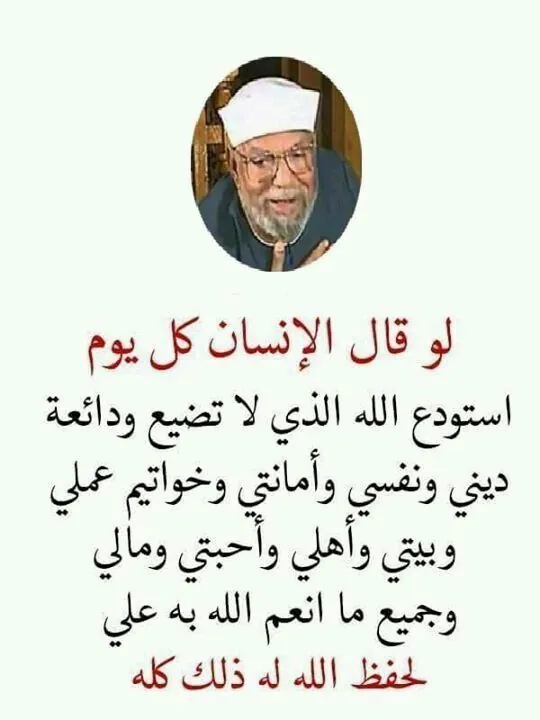 لو قال الإنسان كل يوم
استودع الله الذي لا تضيع ودائعة
ديني ونفسي وأمانتي وخواتيم عملي
وبيتي وأهلي وأحبتي ومالي
وجميع ما انعم الله به علي
لحفظ الله له ذلك كله